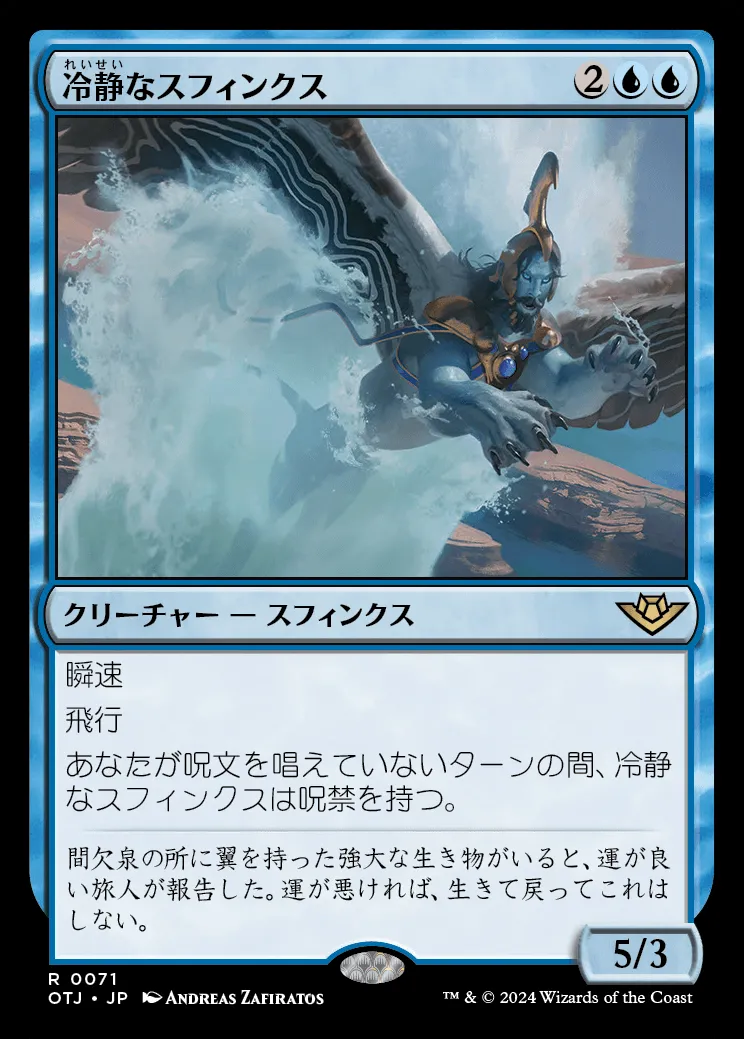 れいせい
冷静なスフィンクス 2
クリーチャー — スフィンクス
瞬速
飛行
あなたが呪文を唱えていないターンの間、冷静
なスフィンクスは呪禁を持つ。
間欠泉の所に翼を持った強大な生き物がいると、運が良
い旅人が報告した。運が悪ければ、生きて戻ってこれは
しない。
5/3
R 0071
OTJ • JP ANDREAS ZAFIRATOS
™ & © 2024 Wizards of the Coast